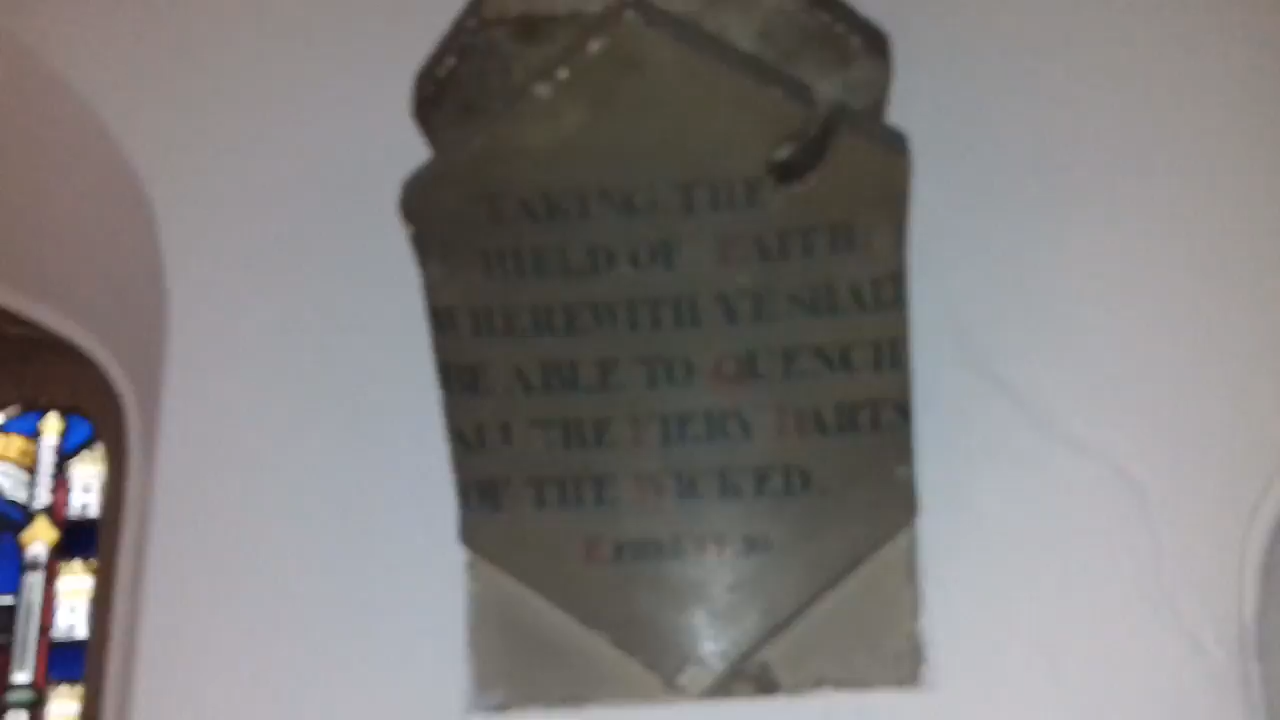 TAKING THE
SHIELD OF FAITH,
WHEREWITH YE SHALL
BE ABLE TO QUENCH
ALL THE FIERY DARTS
OF THE WICKED.